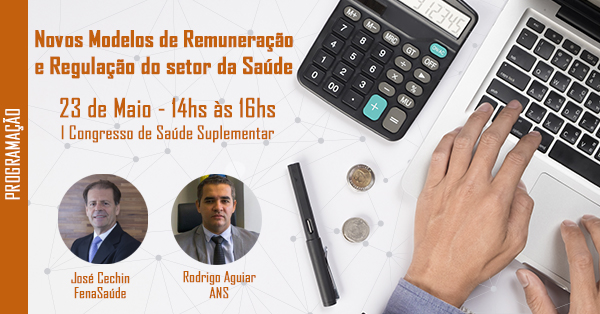 PROGRAMAÇÃO
Novos Modelos de Remuneração
e Regulação do setor da Saúde
23 de Maio - 14hs às 16hs
I Congresso de Saúde Suplementar
José Cechin
FenaSaúde
Rodrigo Aguiar
ANS
12345